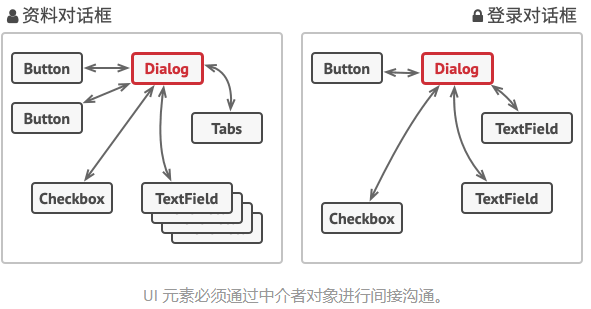 资料对话框
登录对话框
Button
Dialog
Button
Tabs
Checkbox
TextField
Button
Dialog
TextField
TextField
Checkbox
UI 元素必须通过中介者对象进行间接沟通。